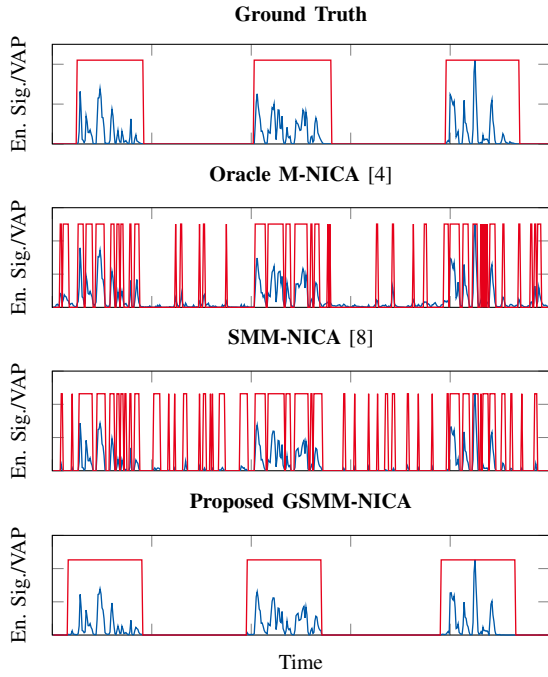 Ground Truth
En. Sig./VAP
Oracle M-NICA [4]
En. Sig./VAP
SMM-NICA [8]
En. Sig./VAP
Proposed GSMM-NICA
En. Sig./VAP
Time